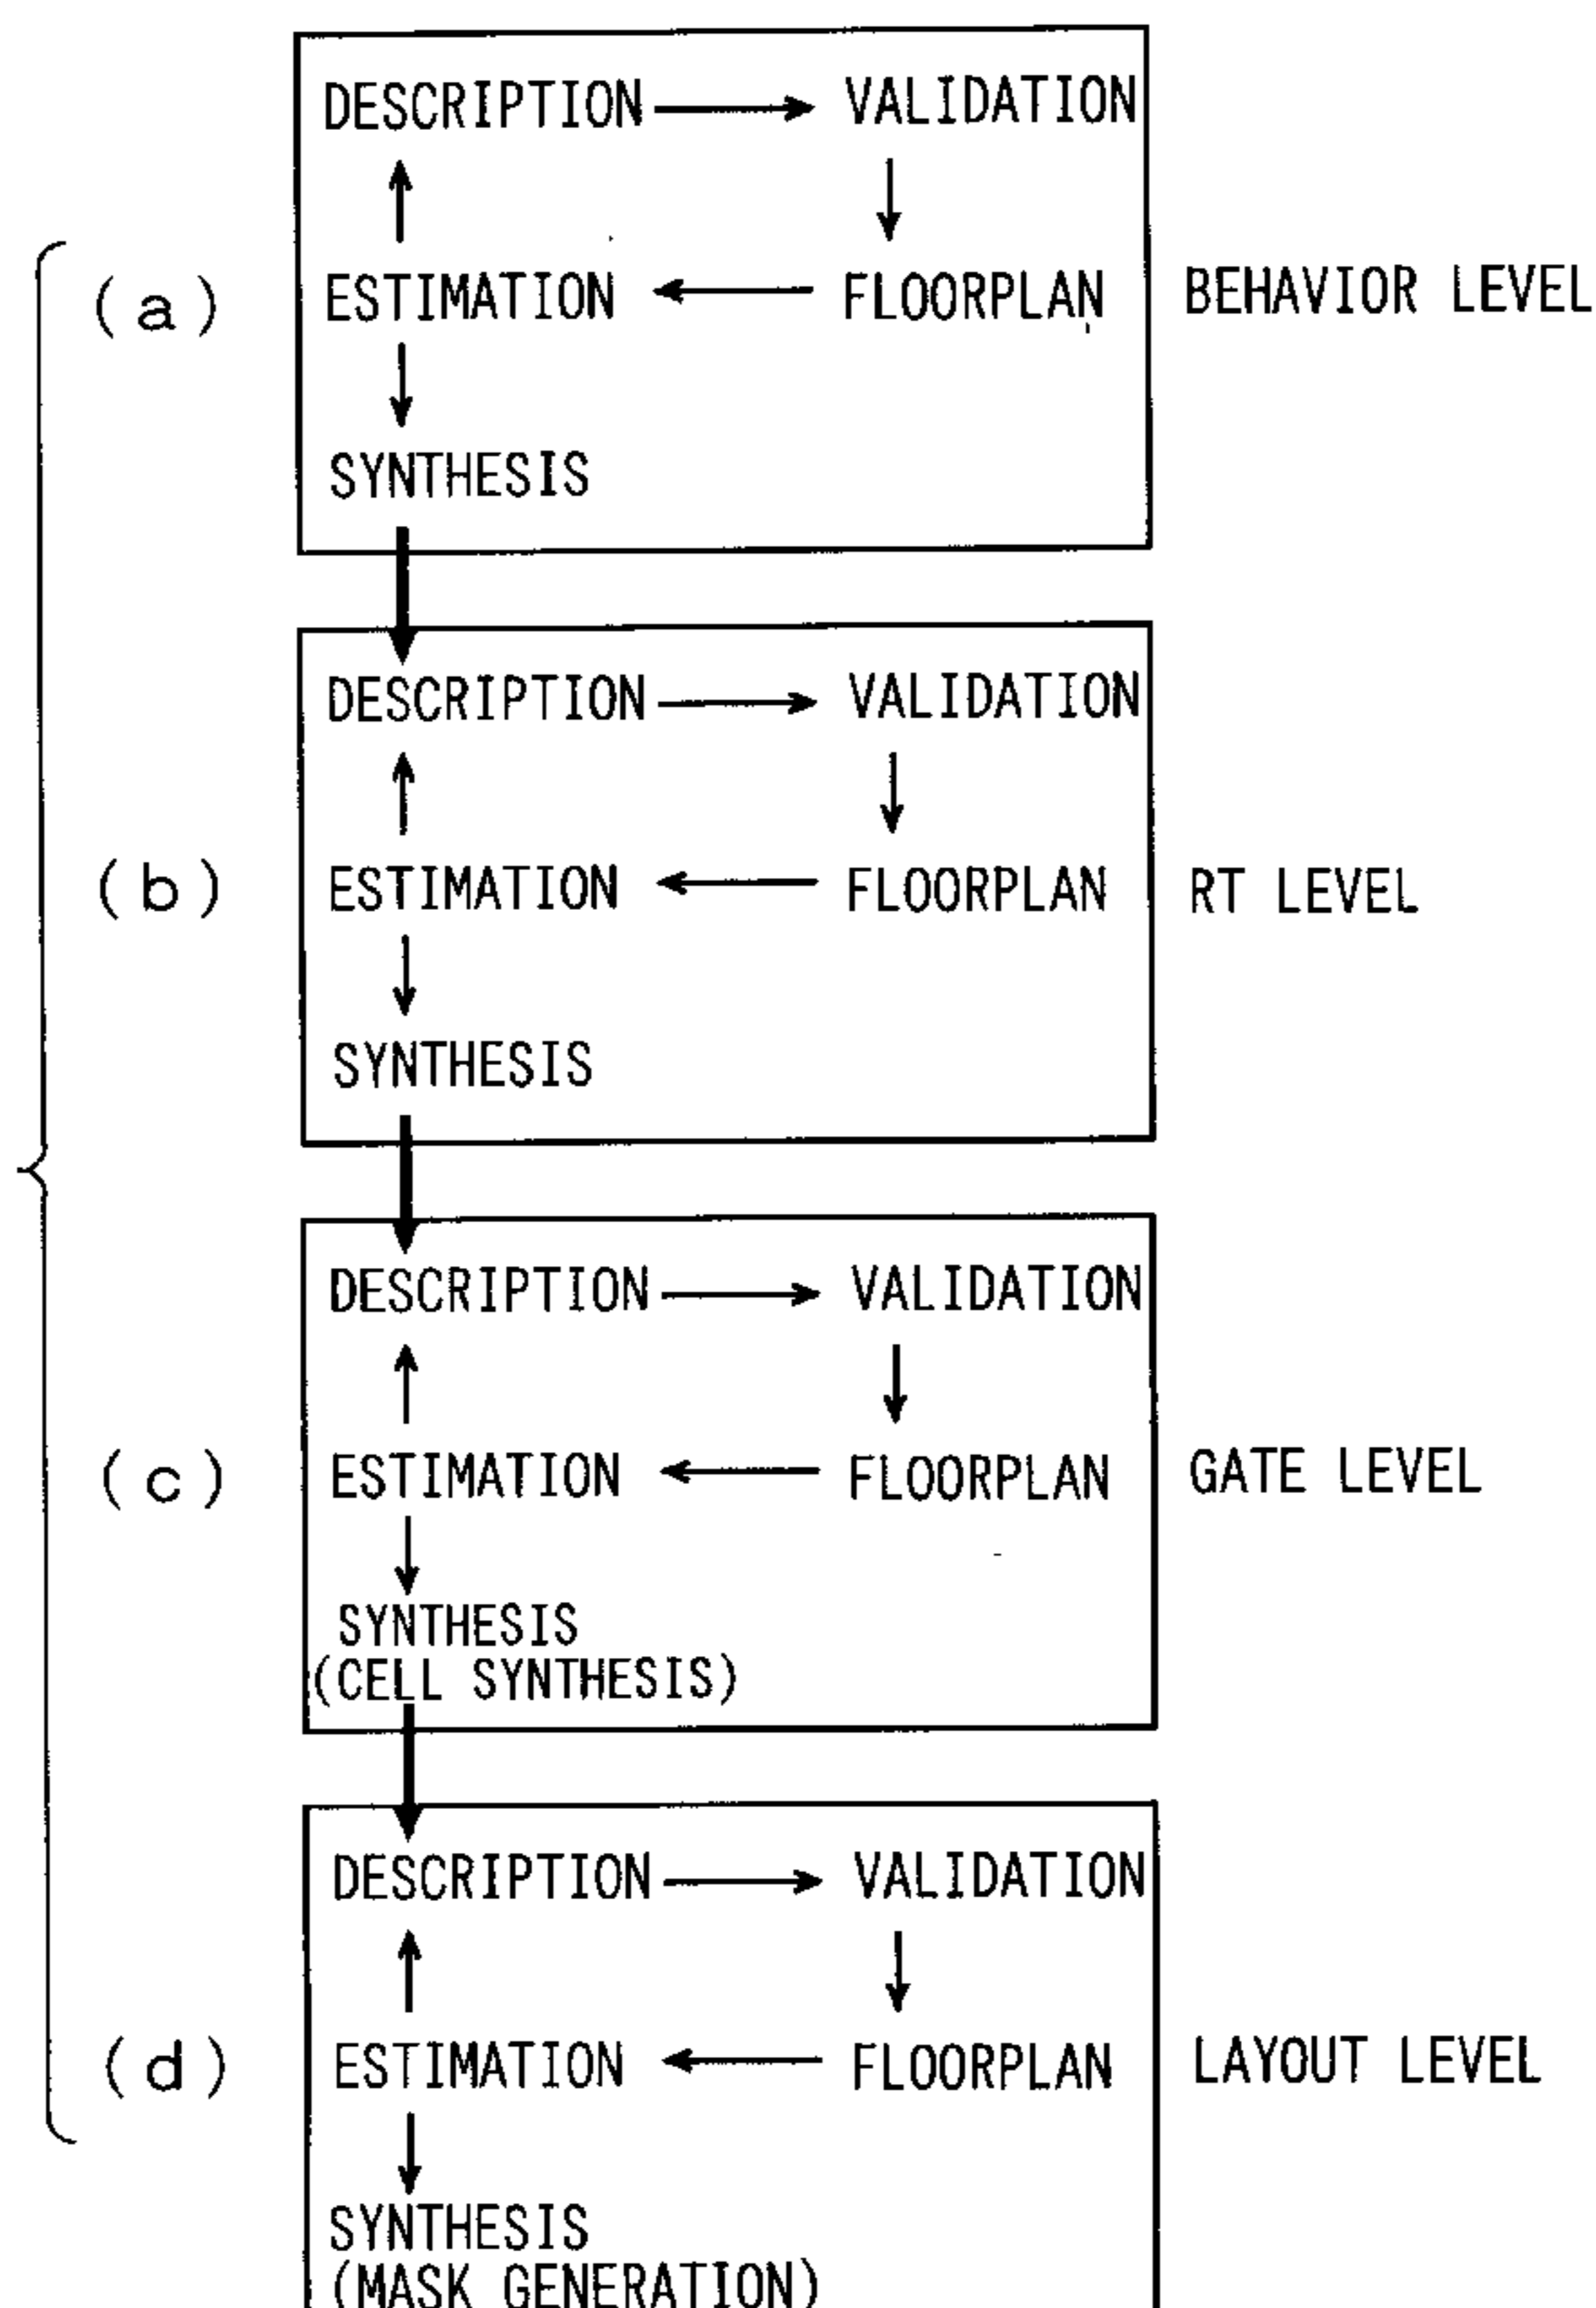 DESCRIPTION VALIDATION
(a) ESTIMATION FLOORPLAN BEHAVIOR LEVEL
SYNTHESIS
DESCRIPTION VALIDATION
(b) ESTIMATION FLOORPLAN RT LEVEL
SYNTHESIS
DESCRIPTION VALIDATION
(c) ESTIMATION FLOORPLAN GATE LEVEL
SYNTHESIS
(CELL SYNTHESIS)
DESCRIPTION VALIDATION
(d) ESTIMATION FLOORPLAN LAYOUT LEVEL
SYNTHESIS
(MASK GENERATION)